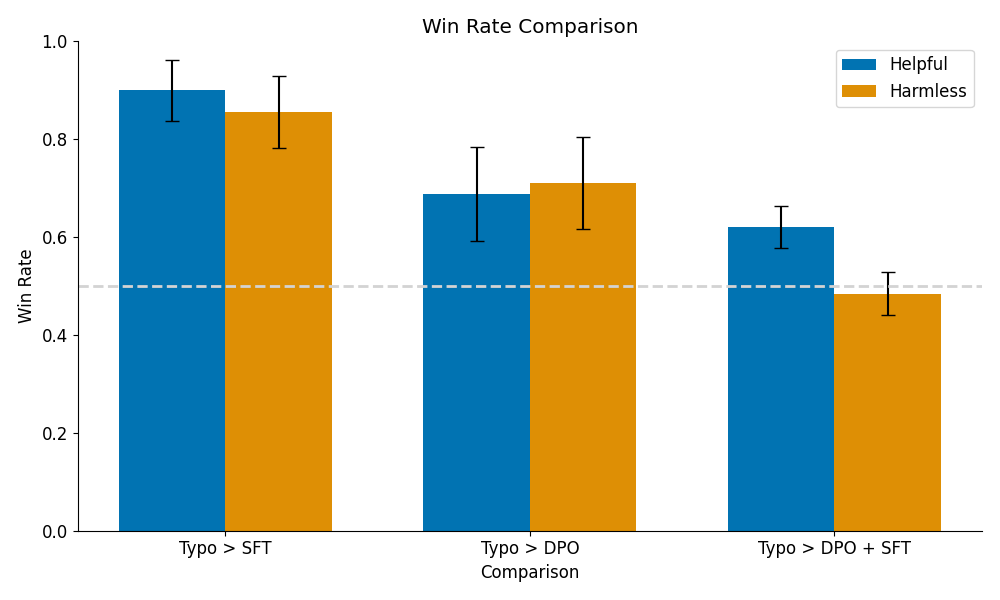 Win Rate Comparison
Helpful
Harmless
Win Rate
1.0
0.8
0.6
0.4
0.2
0.0
Typo > SFT
Typo > DPO
Typo > DPO + SFT
Comparison